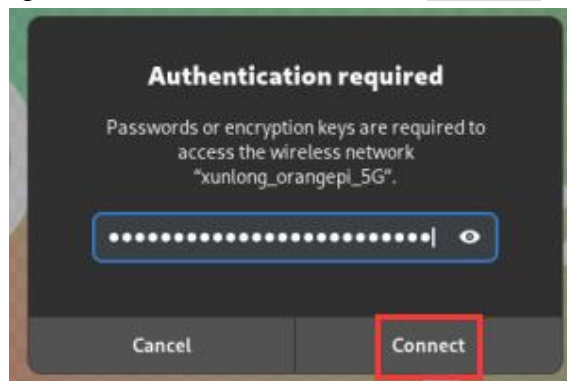 Authentication required
Passwords or encryption keys are required to
access the wireless network
“xunlong_orangepi_5G”.
Cancel
Connect